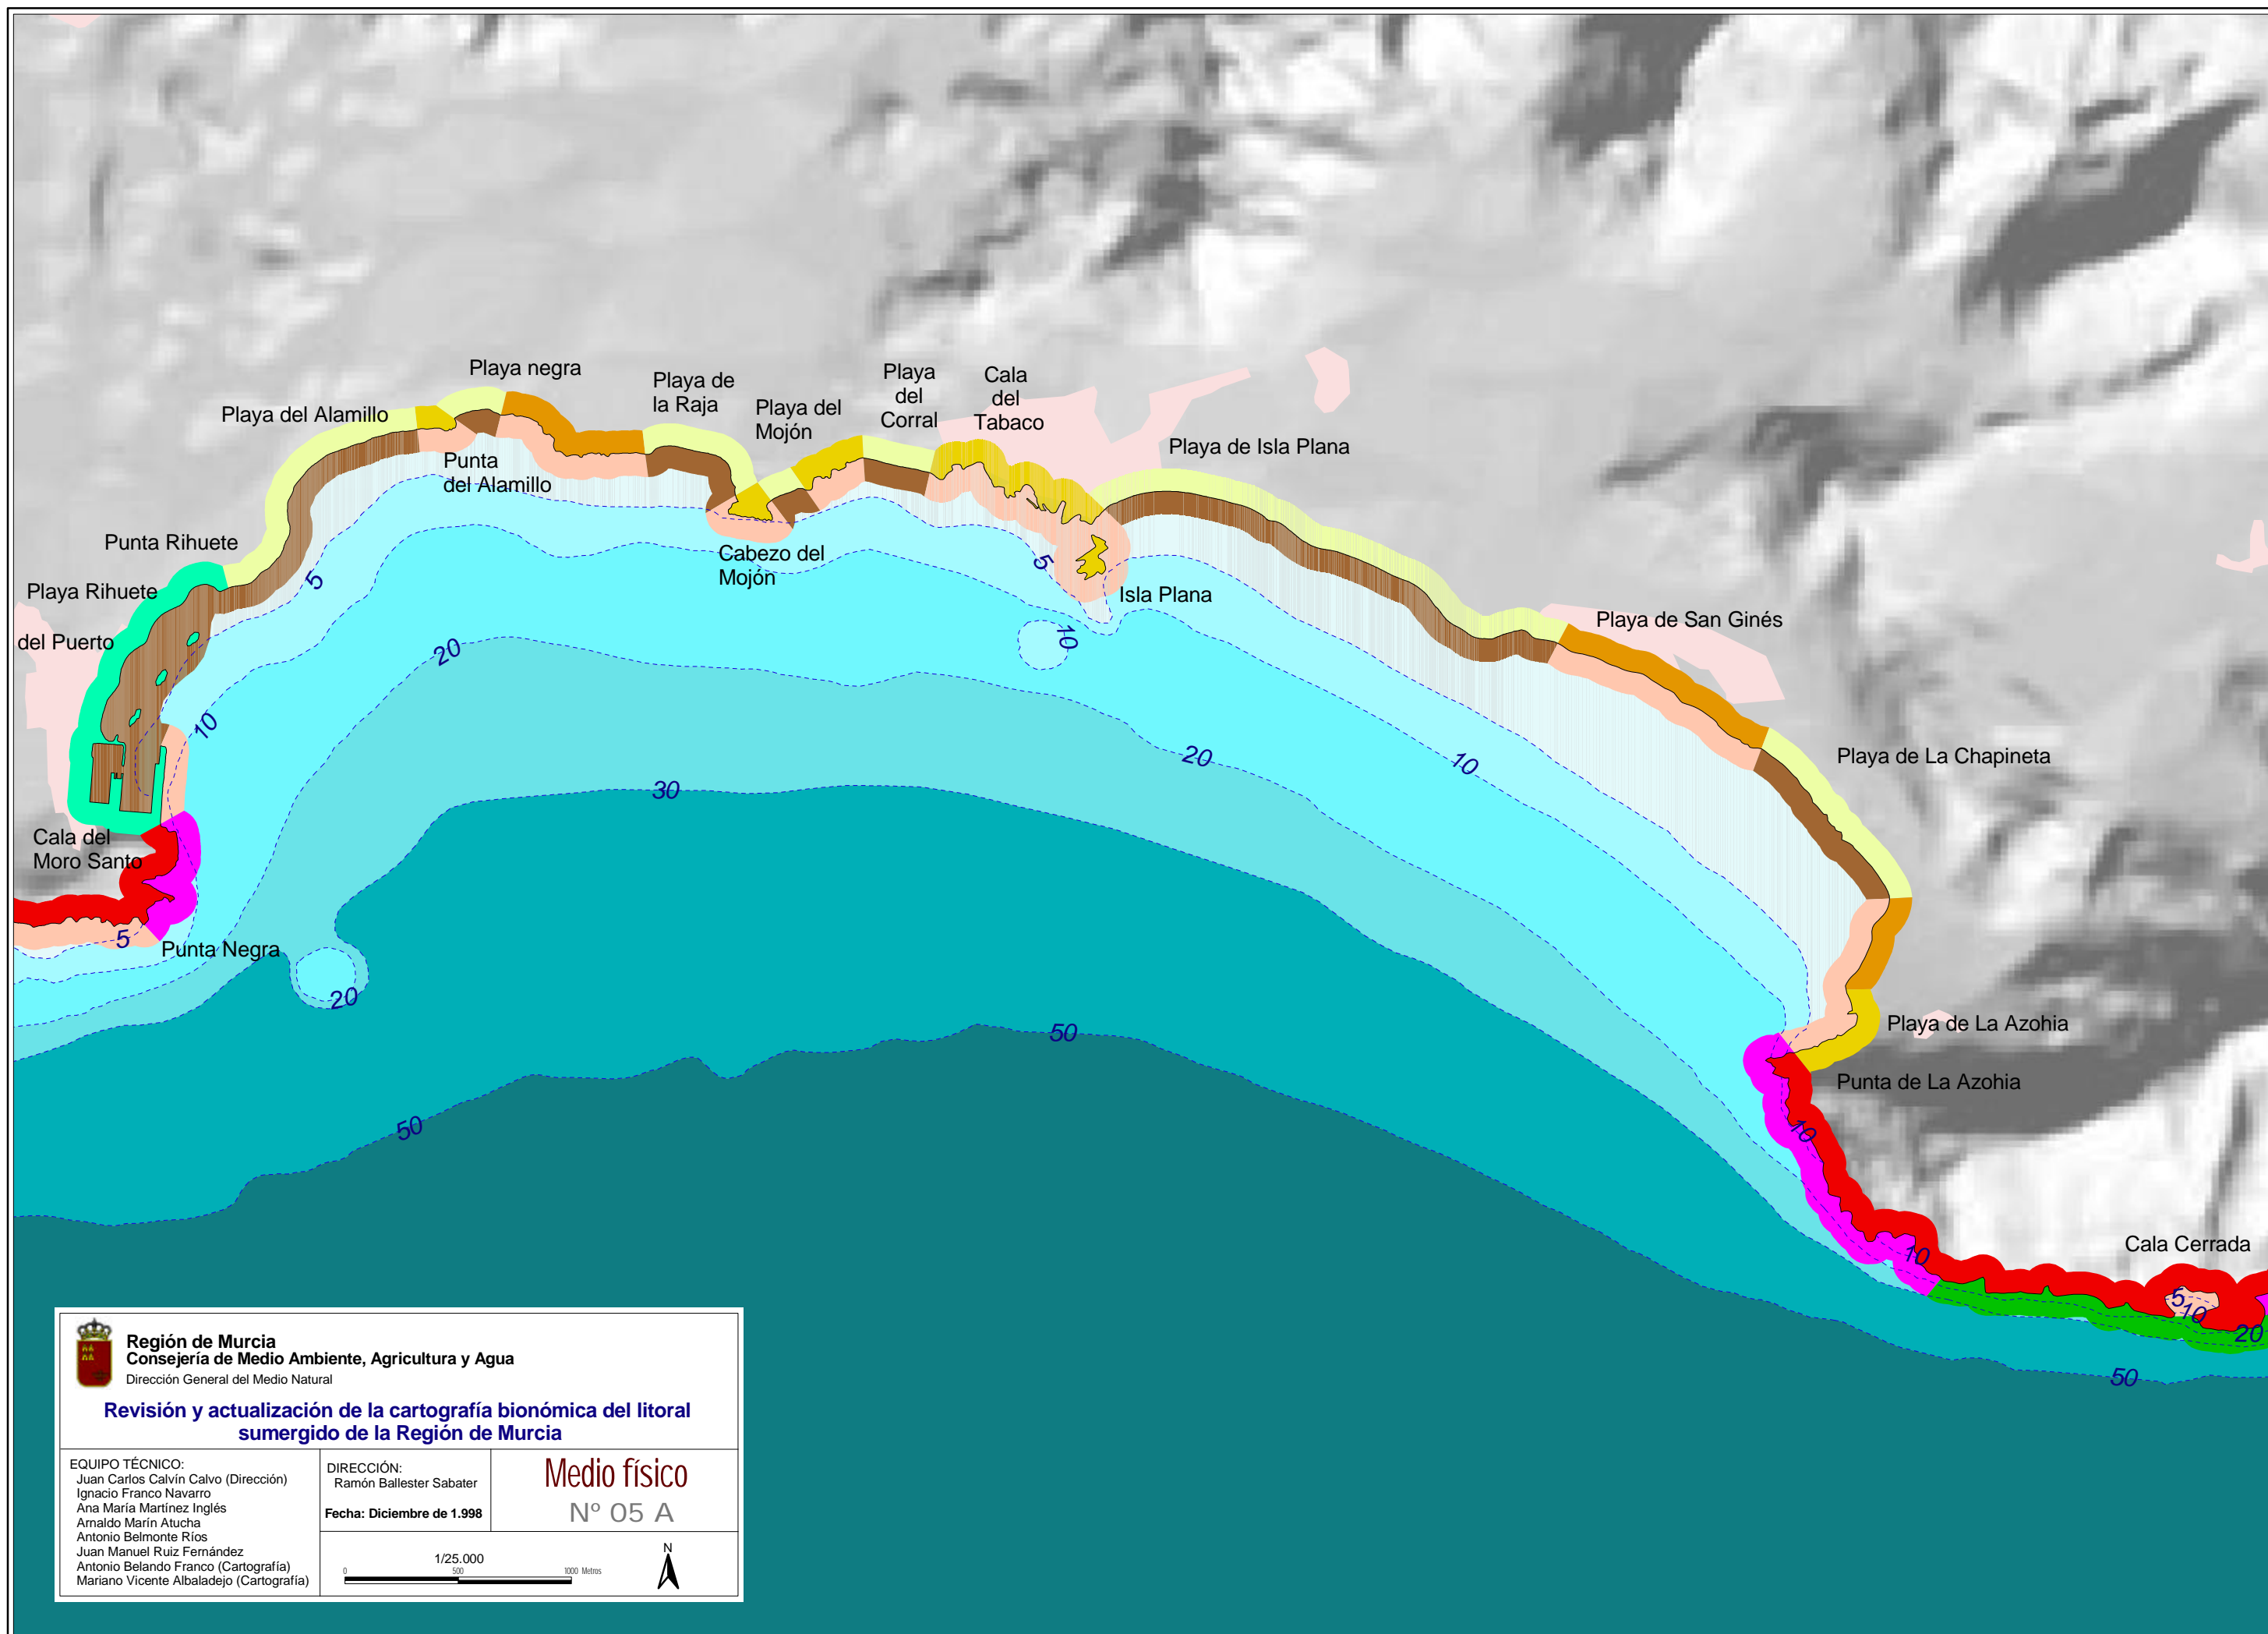 Playa negra
Playa de
la Raja
Playa del Alamillo
Playa del
Mojón
Playa
del
Corral
Cala
del
Tabaco
Playa de Isla Plana
Punta
del Alamillo
Punta Rihuete
Playa Rihuete
del Puerto
Cabezo del
Mojón
Isla Plana
Playa de San Ginés
Playa de La Chapineta
Cala del
Moro Santo
Punta Negra
Playa de La Azohia
Punta de La Azohia
Cala Cerrada
5
5
10
20
10
20
10
30
5
20
50
50
10
10
5
10
20
50
Región de Murcia
Consejería de Medio Ambiente, Agricultura y Agua
Dirección General del Medio Natural
Revisión y actualización de la cartografía bionómica del litoral
sumergido de la Región de Murcia
EQUIPO TÉCNICO:
Juan Carlos Calvín Calvo (Dirección)
Ignacio Franco Navarro
Ana María Martínez Inglés
Arnaldo Marín Atucha
Antonio Belmonte Ríos
Juan Manuel Ruiz Fernández
Antonio Belando Franco (Cartografía)
Mariano Vicente Albaladejo (Cartografía)
DIRECCIÓN:
Ramón Ballester Sabater
Fecha: Diciembre de 1.998
Medio físico
Nº 05 A
1/25.000
0 500 1000 Metros
N